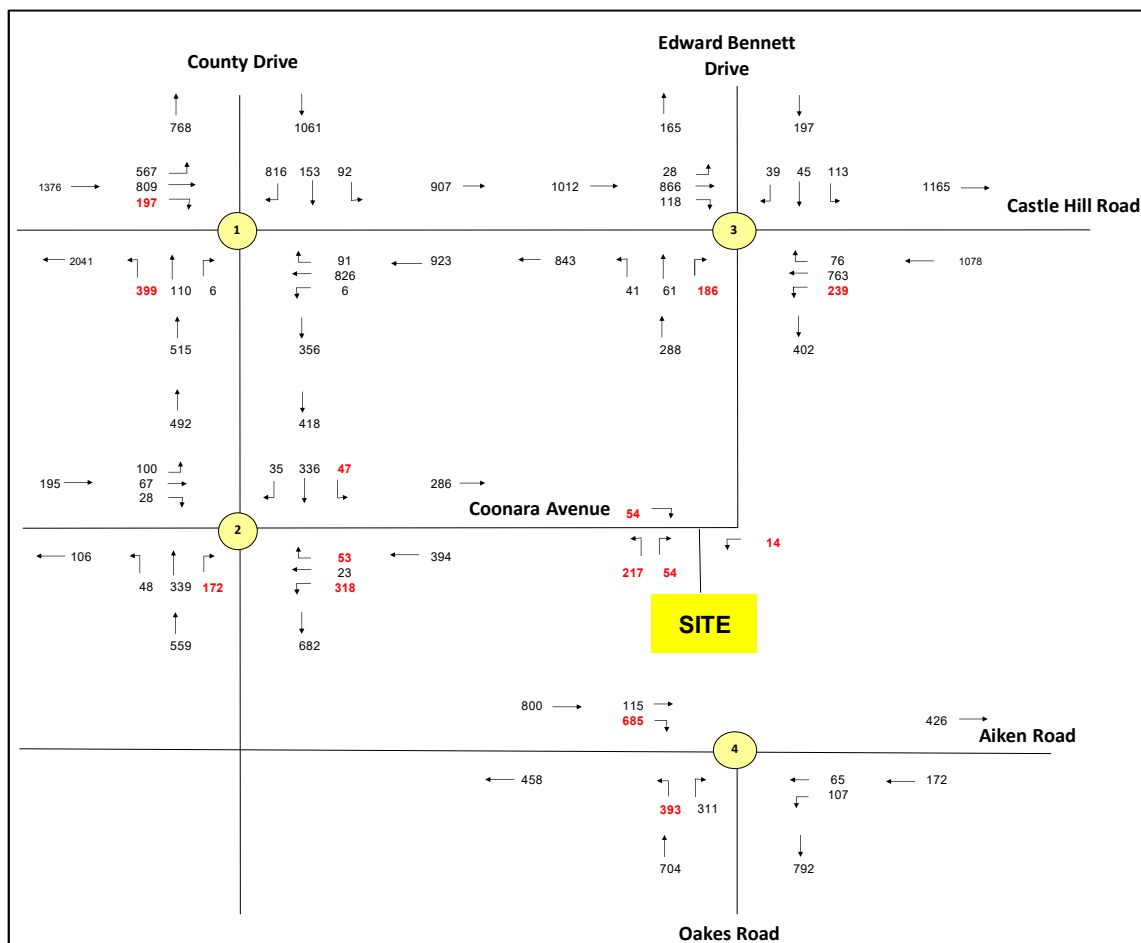 Edward Bennett
Drive
County Drive
768 1061 165 197
567 816 153 92 28 39 45 113
1376 809 907 1012 866 1165
197 118
Castle Hill Road
1 3
2041 91 923 843 76 1078
399 110 6 826 41 61 186 763
6 239
515 356 288 402
492 418
100 35 336 47
195 67 286
28
Coonara Avenue 54
2
106 53 394 14
48 339 172 23 217 54
318
SITE
559 682
800 115 426
685
Aiken Road
4
458 65 172
393 311 107
704 792
Oakes Road